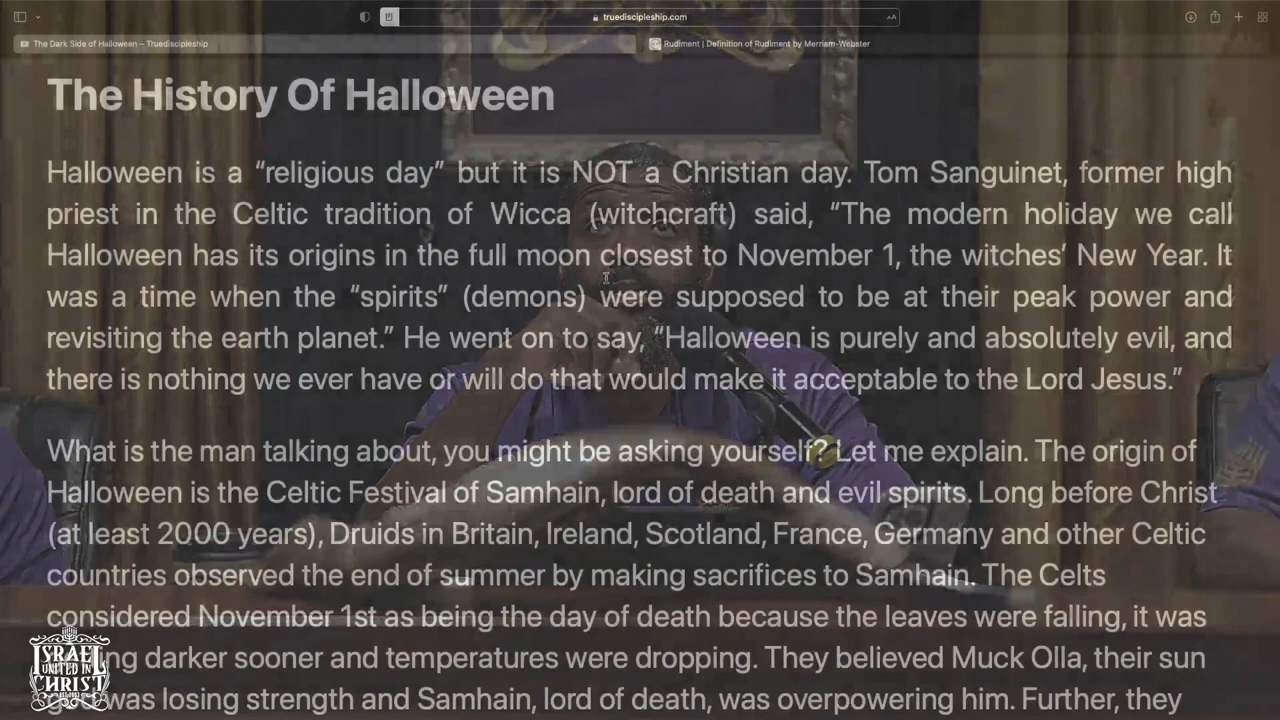 truediscipleship.com
The Dark Side of Halloween – Truediscipleship
Rudiment | Definition of Rudiment by Merriam-Webster
The History Of Halloween
Halloween is a “religious day” but it is NOT a Christian day. Tom Sanguinet, former high
priest in the Celtic tradition of Wicca (witchcraft) said, “The modern holiday we call
Halloween has its origins in the full moon closest to November 1, the witches’ New Year. It
was a time when the “spirits” (demons) were supposed to be at their peak power and
revisiting the earth planet.” He went on to say, “Halloween is purely and absolutely evil, and
there is nothing we ever have or will do that would make it acceptable to the Lord Jesus.”
What is the man talking about, you might be asking yourself? Let me explain. The origin of
Halloween is the Celtic Festival of Samhain, lord of death and evil spirits. Long before Christ
(at least 2000 years), Druids in Britain, Ireland, Scotland, France, Germany and other Celtic
countries observed the end of summer by making sacrifices to Samhain. The Celts
considered November 1st as being the day of death because the leaves were falling, it was
darker sooner and temperatures were dropping. They believed Muck Olla, their sun
was losing strength and Samhain, lord of death, was overpowering him. Further, they
ISRAEL
UNITED IN
CHRIST